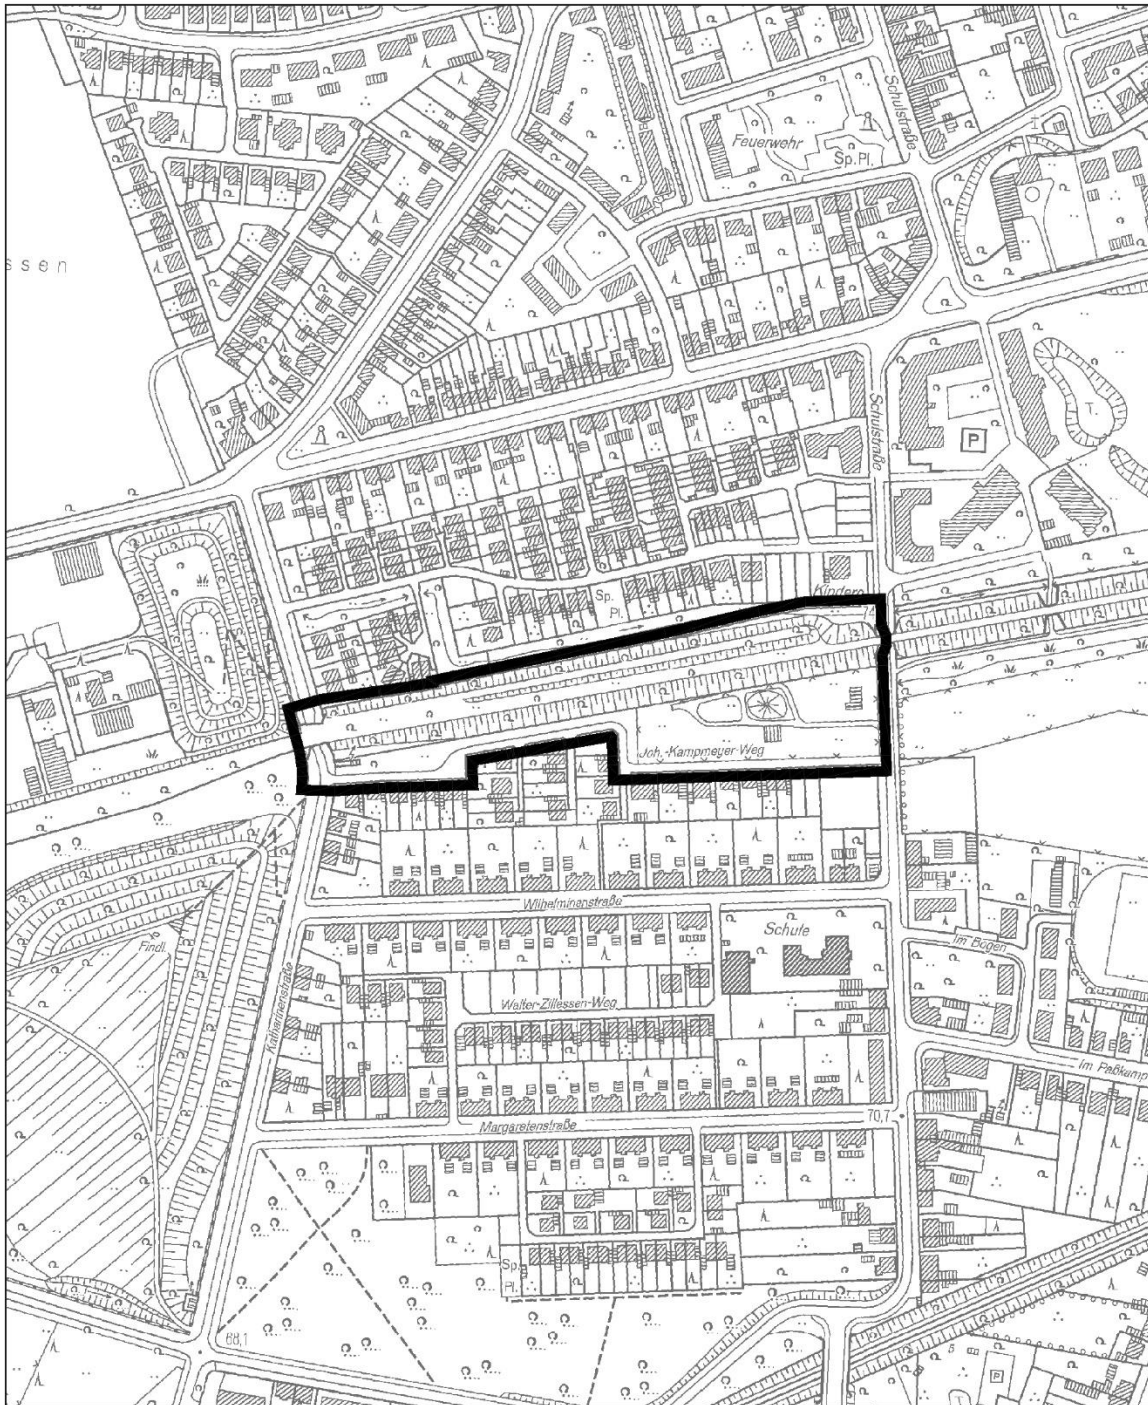 Schulstraße
Feuerwehr
Sp.Pl.
ssen
Schulstraße
P
T.
Sp.
Pl.
Joh.-Kampmeyer-Weg
Wilhelminenstraße
Schule
Im Bogen
Findl.
Katharinenstraße
Walter-Zillessen-Weg
Im Paßkamp
70,7
Margaretenstraße
Sp.
Pl.
68,1
P